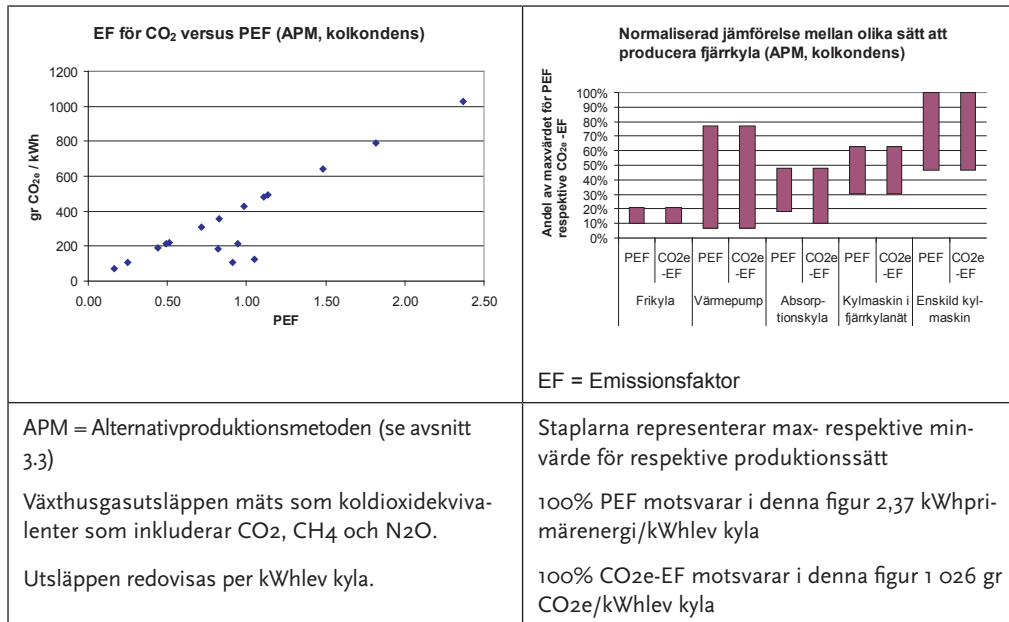 EF för CO₂ versus PEF (APM, kolkondens)
gr CO₂ₑ / kWh
1200
1000
800
600
400
200
0
0.00 0.50 1.00 1.50 2.00 2.50
PEF
Normaliserad jämförelse mellan olika sätt att
producera fjärrkyla (APM, kolkondens)
Andel av maxvärdet för PEF
respektive CO₂ₑ -EF
100%
90%
80%
70%
60%
50%
40%
30%
20%
10%
0%
PEF CO2e PEF CO2e PEF CO2e PEF CO2e PEF CO2e
-EF -EF -EF -EF -EF
Frikyla Värmepump Absorp- Kylmaskin i Enskild kyl-
tionskyla fjärrkylanät maskin
EF = Emissionsfaktor
APM = Alternativproduktionsmetoden (se avsnitt
3.3)
Växthusgasutsläppen mäts som koldioxidekviva-
lenter som inkluderar CO2, CH4 och N2O.
Utsläppen redovisas per kWhlev kyla.
Staplarna representerar max- respektive min-
värde för respektive produktionssätt
100% PEF motsvarar i denna figur 2,37 kWhpri-
märenergi/kWhlev kyla
100% CO2e-EF motsvarar i denna figur 1 026 gr
CO2e/kWhlev kyla